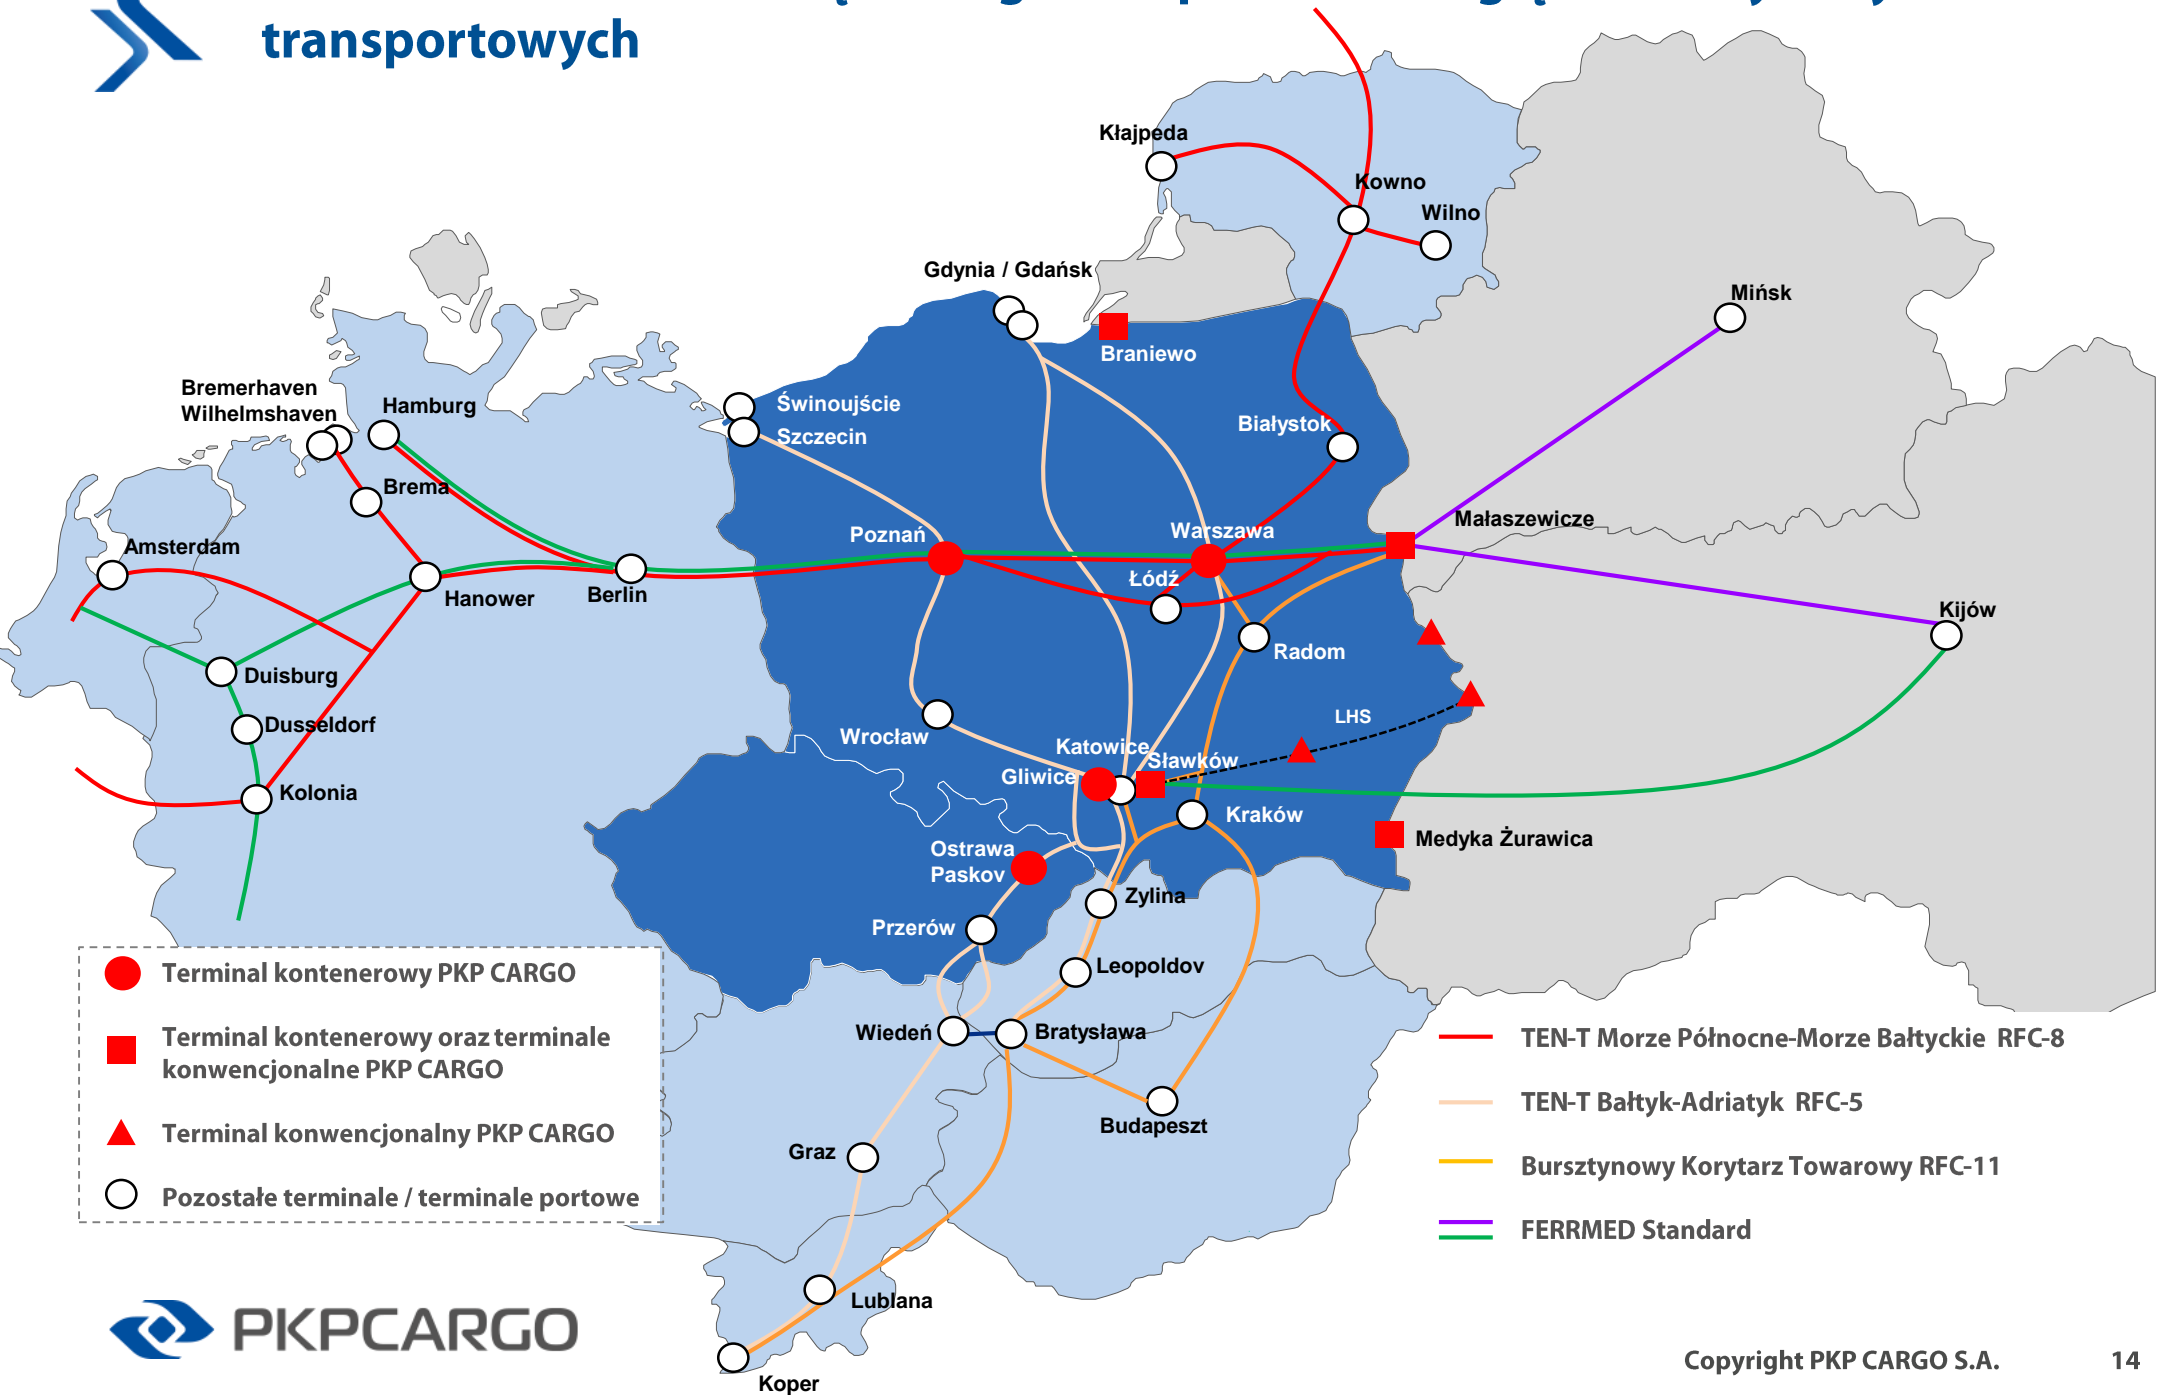 transportowych
Kłajpeda
Kowno
Wilno
Gdynia / Gdańsk
Mińsk
Braniewo
Bremerhaven
Wilhelmshaven
Hamburg
Świnoujście
Szczecin
Białystok
Brema
Poznań
Warszawa
Małaszewicze
Amsterdam
Hanower
Berlin
Łódź
Kijów
Radom
Duisburg
Dusseldorf
LHS
Wrocław
Katowice
Sławków
Gliwice
Kolonia
Kraków
Medyka Żurawica
Ostrawa
Paskov
Zylina
Przerów
Leopoldov
Wiedeń
Bratysława
Budapeszt
Graz
Lublana
Koper
Terminal kontenerowy PKP CARGO
Terminal kontenerowy oraz terminale
konwencjonalne PKP CARGO
Terminal konwencjonalny PKP CARGO
Pozostałe terminale / terminale portowe
TEN-T Morze Północne-Morze Bałtyckie RFC-8
TEN-T Bałtyk-Adriatyk RFC-5
Bursztynowy Korytarz Towarowy RFC-11
FERRMED Standard
PKPCARGO
Copyright PKP CARGO S.A.
14